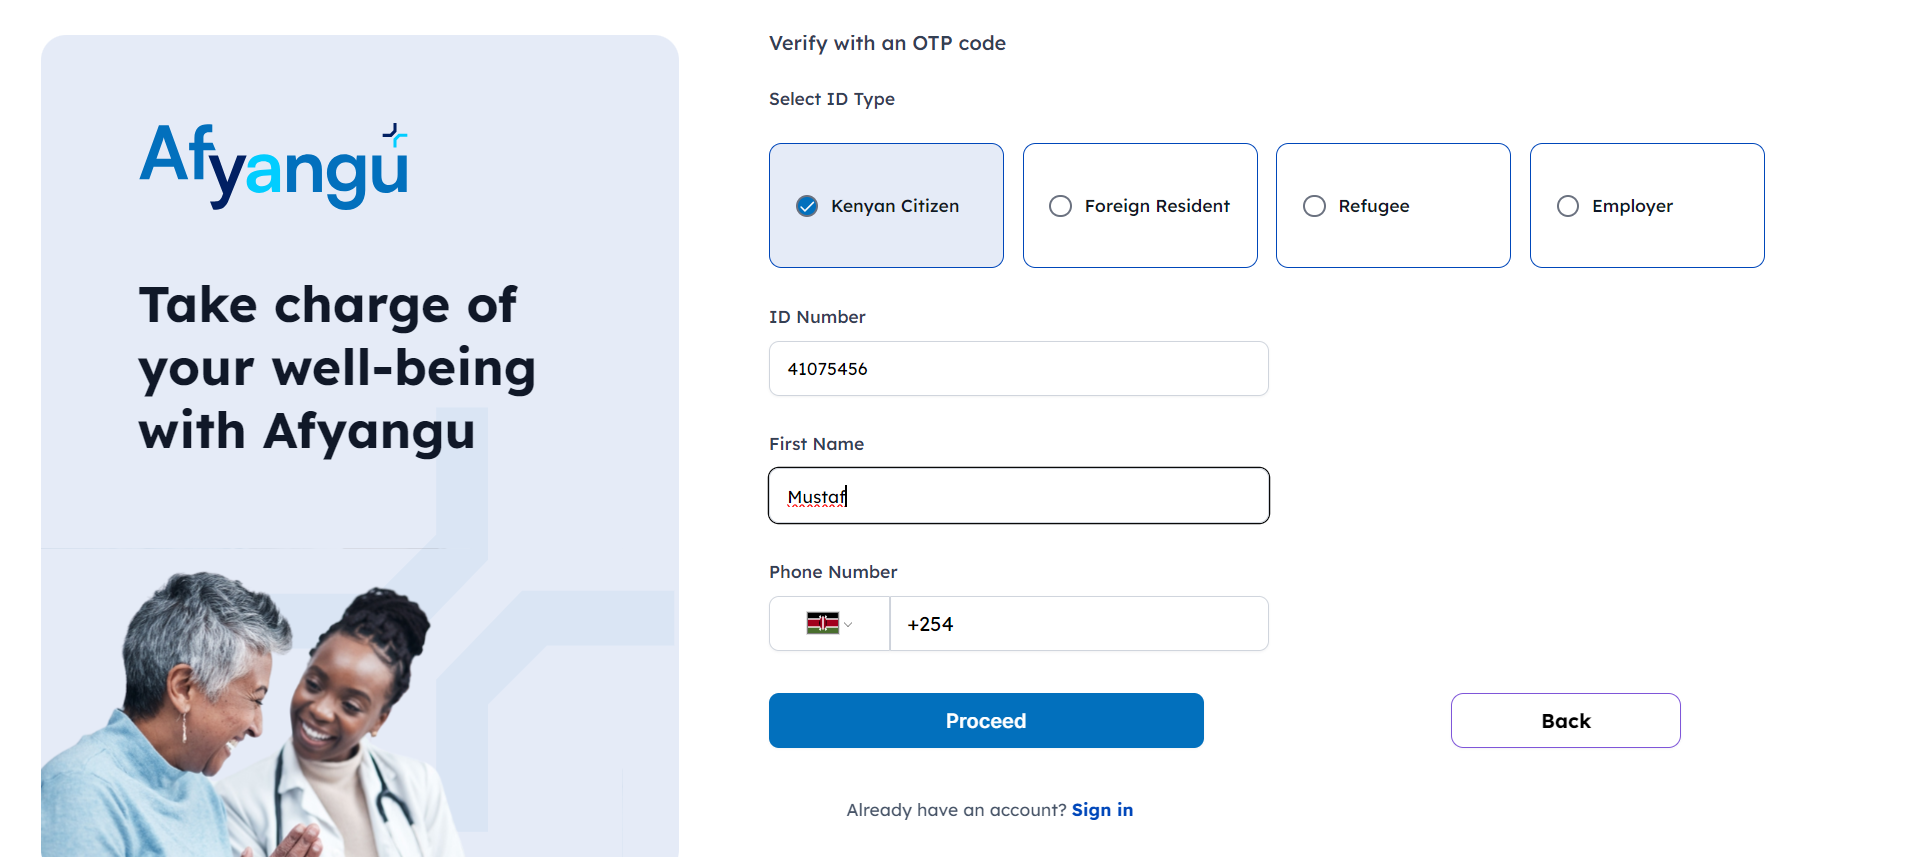 Afyangu
Take charge of
your well-being
with Afyangu
Verify with an OTP code
Select ID Type
Kenyan Citizen
Foreign Resident
Refugee
Employer
ID Number
41075456
First Name
Mustaf
Phone Number
+254
Proceed
Back
Already have an account? Sign in